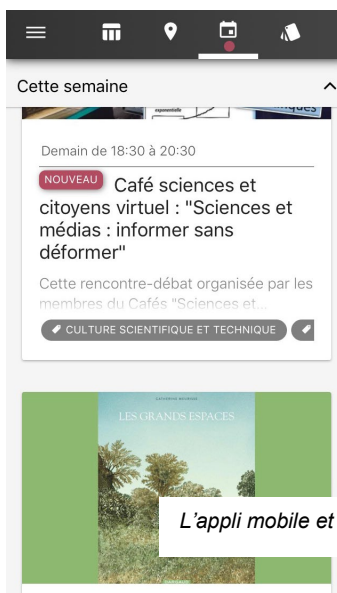 Cette semaine
exponentielle
Demain de 18:30 à 20:30
NOUVEAU Café sciences et
citoyens virtuel : "Sciences et
médias : informer sans
déformer"
Cette rencontre-débat organisée par les
membres du Cafés "Sciences et...
CULTURE SCIENTIFIQUE ET TECHNIQUE
LES GRANDS ESPACES
L'appli mobile et
DARGAUD